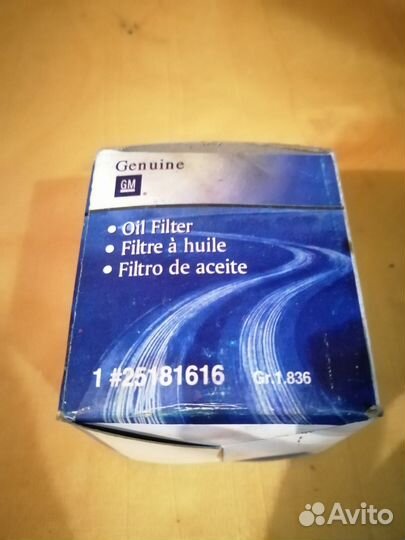 Genuine
GM
• Oil Filter
• Filtre à huile
• Filtro de aceite
1 #25181616 Gr.1.836
Avito